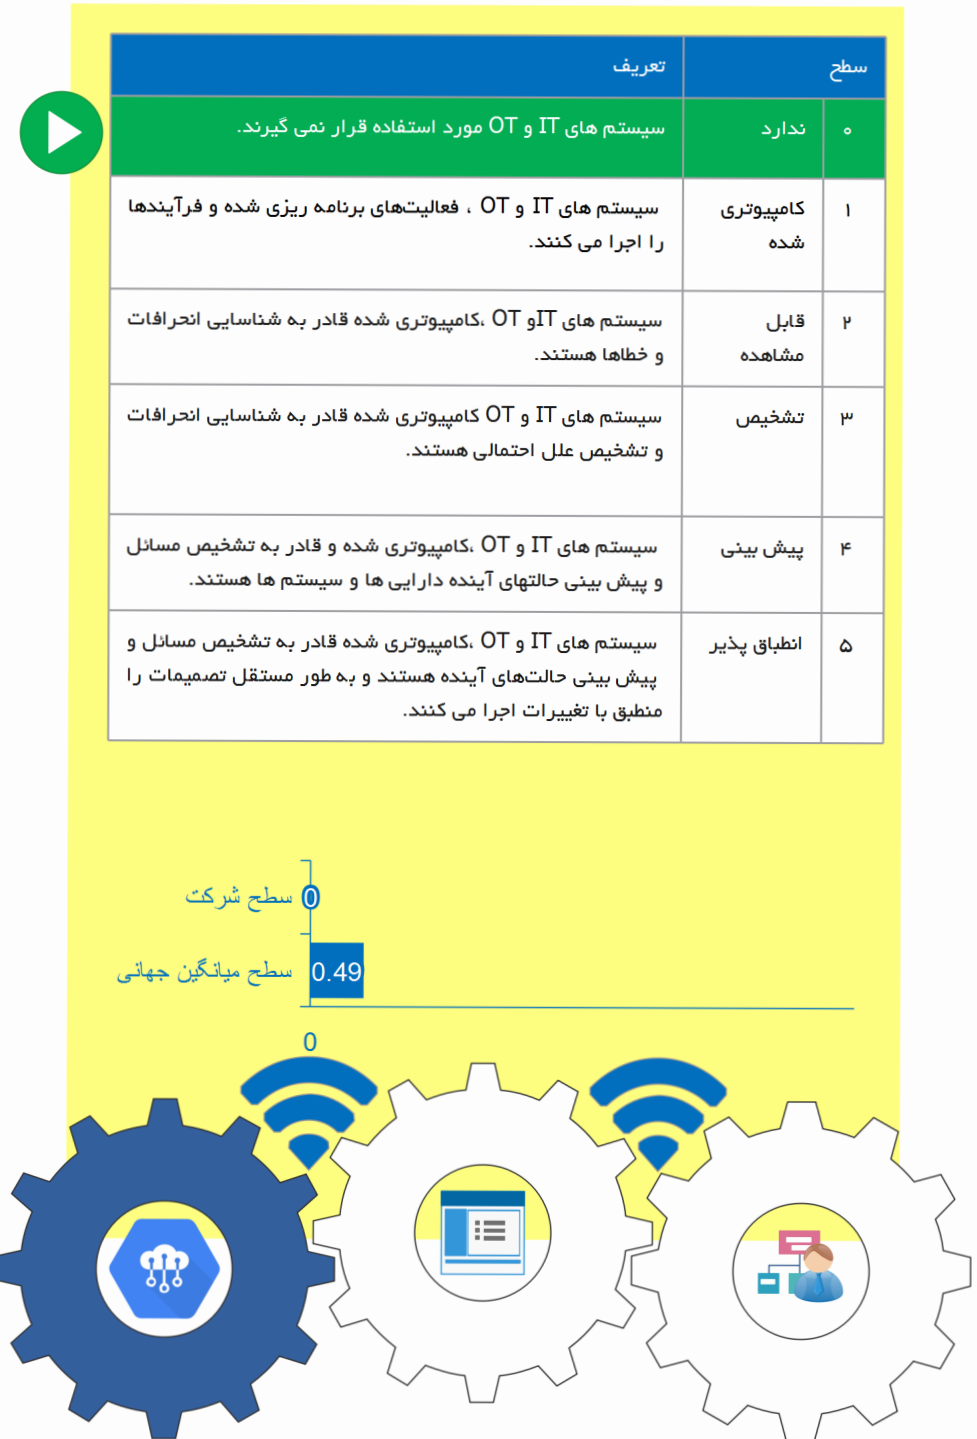 سطح
تعریف
۰
ندارد
سیستم های IT و OT مورد استفاده قرار نمی گیرند.
۱
کامپیوتری
شده
سیستم های IT و OT ، فعالیت‌های برنامه ریزی شده و فرآیندها
را اجرا می کنند.
۲
قابل
مشاهده
سیستم های ITو OT ،کامپیوتری شده قادر به شناسایی انحرافات
و خطاها هستند.
۳
تشخیص
سیستم های IT و OT کامپیوتری شده قادر به شناسایی انحرافات
و تشخیص علل احتمالی هستند.
۴
پیش بینی
سیستم های IT و OT ،کامپیوتری شده و قادر به تشخیص مسائل
و پیش بینی حالتهای آینده دارایی ها و سیستم ها هستند.
۵
انطباق پذیر
سیستم های IT و OT ،کامپیوتری شده قادر به تشخیص مسائل و
پیش بینی حالت‌های آینده هستند و به طور مستقل تصمیمات را
منطبق با تغییرات اجرا می کنند.
سطح شرکت
0
سطح میانگین جهانی
0.49
0